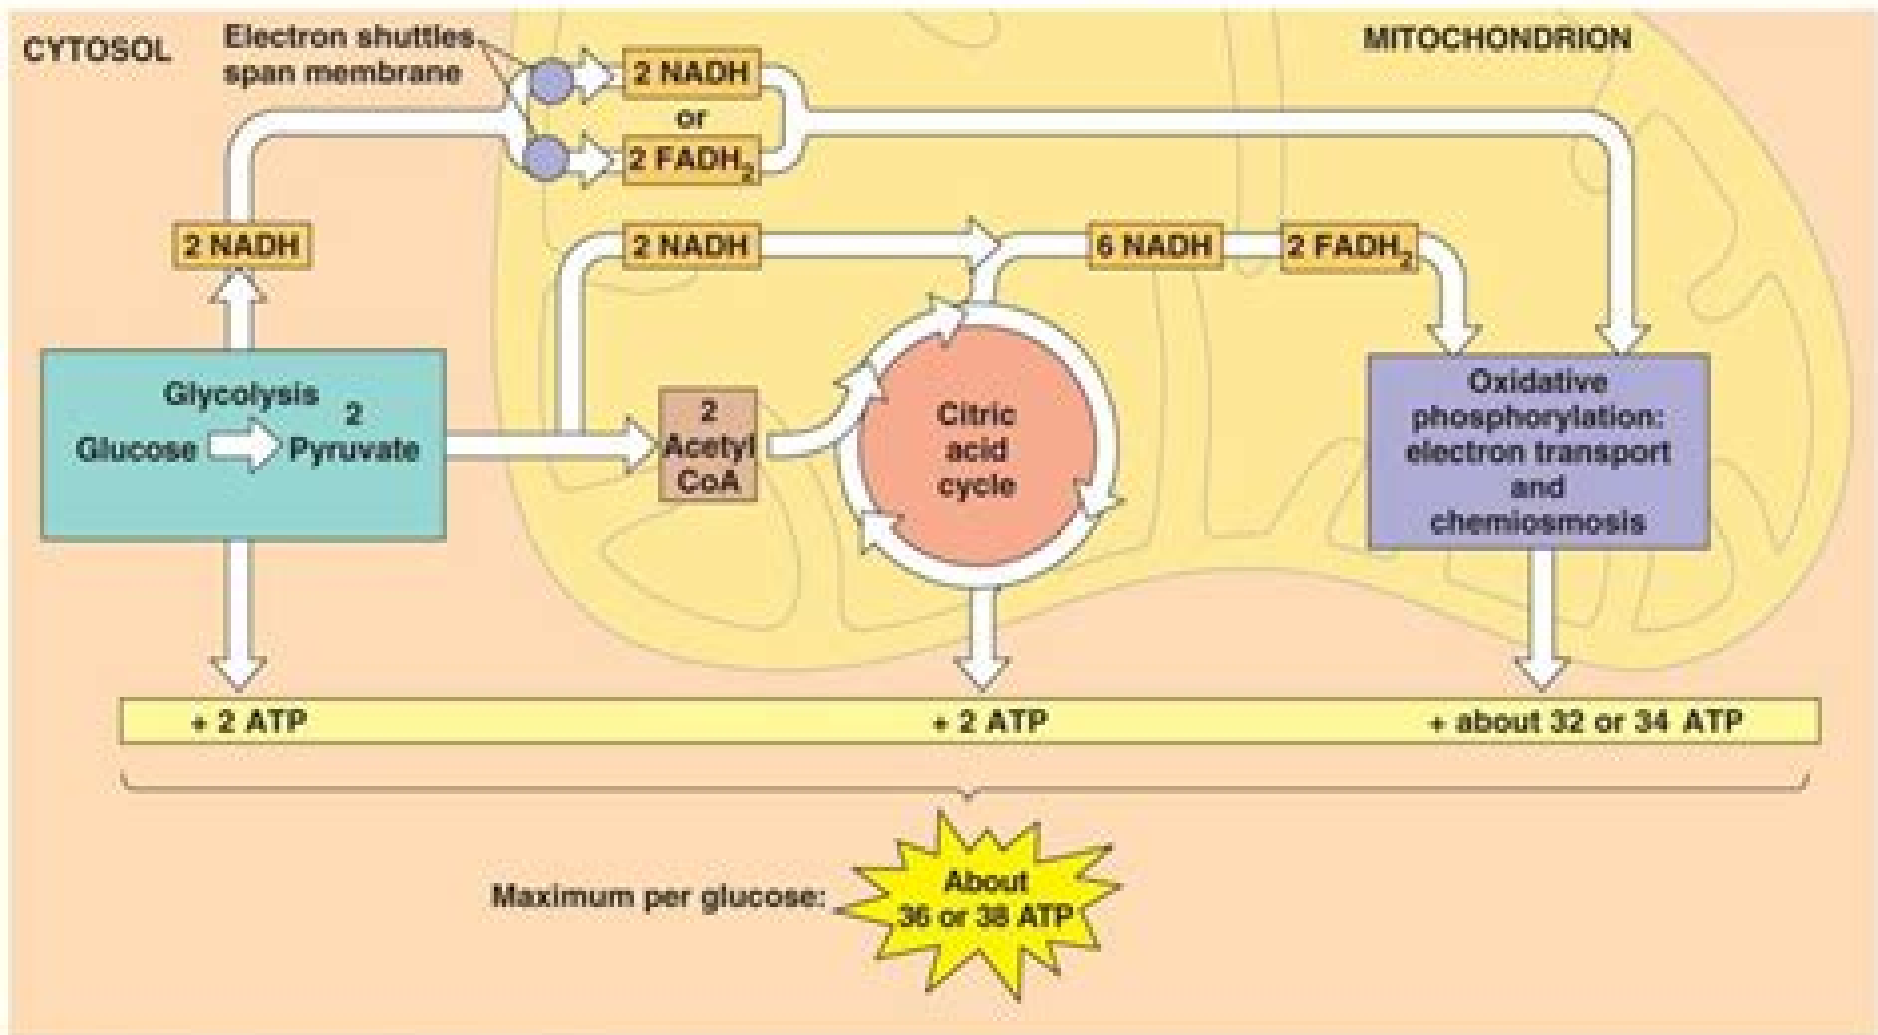 CYTOSOL
Electron shuttles
span membrane
MITOCHONDRION
2 NADH
or
2 FADH₂
2 NADH
2 NADH
6 NADH
2 FADH₂
Glycolysis
Glucose
2
Pyruvate
2
Acetyl
CoA
Citric
acid
cycle
Oxidative
phosphorylation:
electron transport
and
chemiosmosis
+ 2 ATP
+ 2 ATP
+ about 32 or 34 ATP
Maximum per glucose:
About
36 or 38 ATP